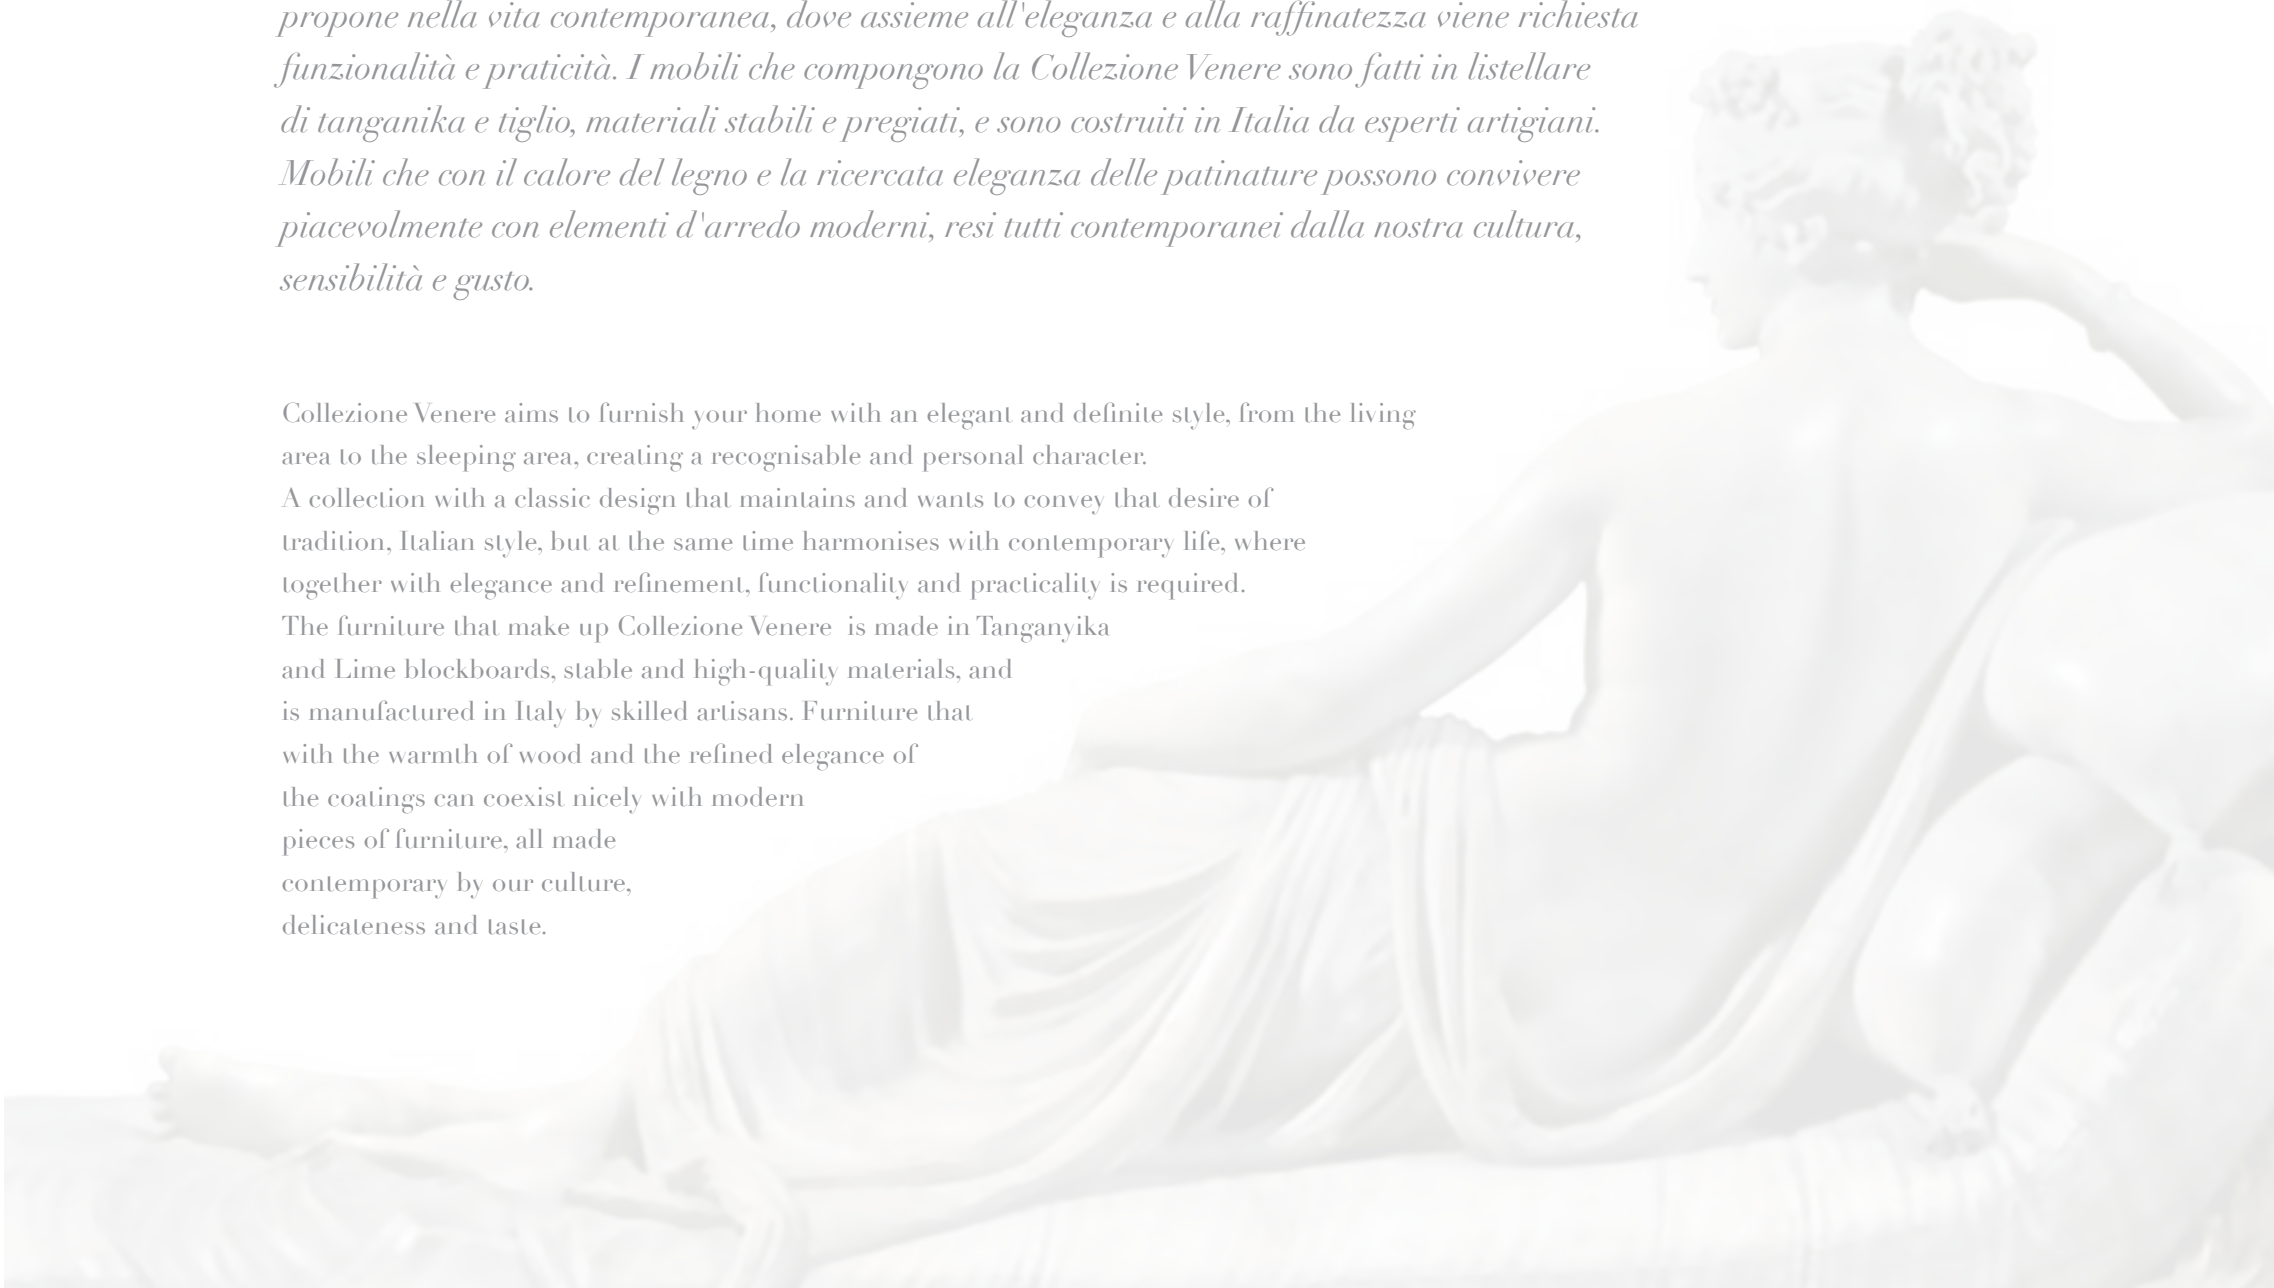 propone nella vita contemporanea, dove assieme all'eleganza e alla raffinatezza viene richiesta
funzionalità e praticità. I mobili che compongono la Collezione Venere sono fatti in listellare
di tanganika e tiglio, materiali stabili e pregiati, e sono costruiti in Italia da esperti artigiani.
Mobili che con il calore del legno e la ricercata eleganza delle patinature possono convivere
piacevolmente con elementi d'arredo moderni, resi tutti contemporanei dalla nostra cultura,
sensibilità e gusto.
Collezione Venere aims to furnish your home with an elegant and definite style, from the living
area to the sleeping area, creating a recognisable and personal character.
A collection with a classic design that maintains and wants to convey that desire of
tradition, Italian style, but at the same time harmonises with contemporary life, where
together with elegance and refinement, functionality and practicality is required.
The furniture that make up Collezione Venere  is made in Tanganyika
and Lime blockboards, stable and high-quality materials, and
is manufactured in Italy by skilled artisans. Furniture that
with the warmth of wood and the refined elegance of
the coatings can coexist nicely with modern
pieces of furniture, all made
contemporary by our culture,
delicateness and taste.